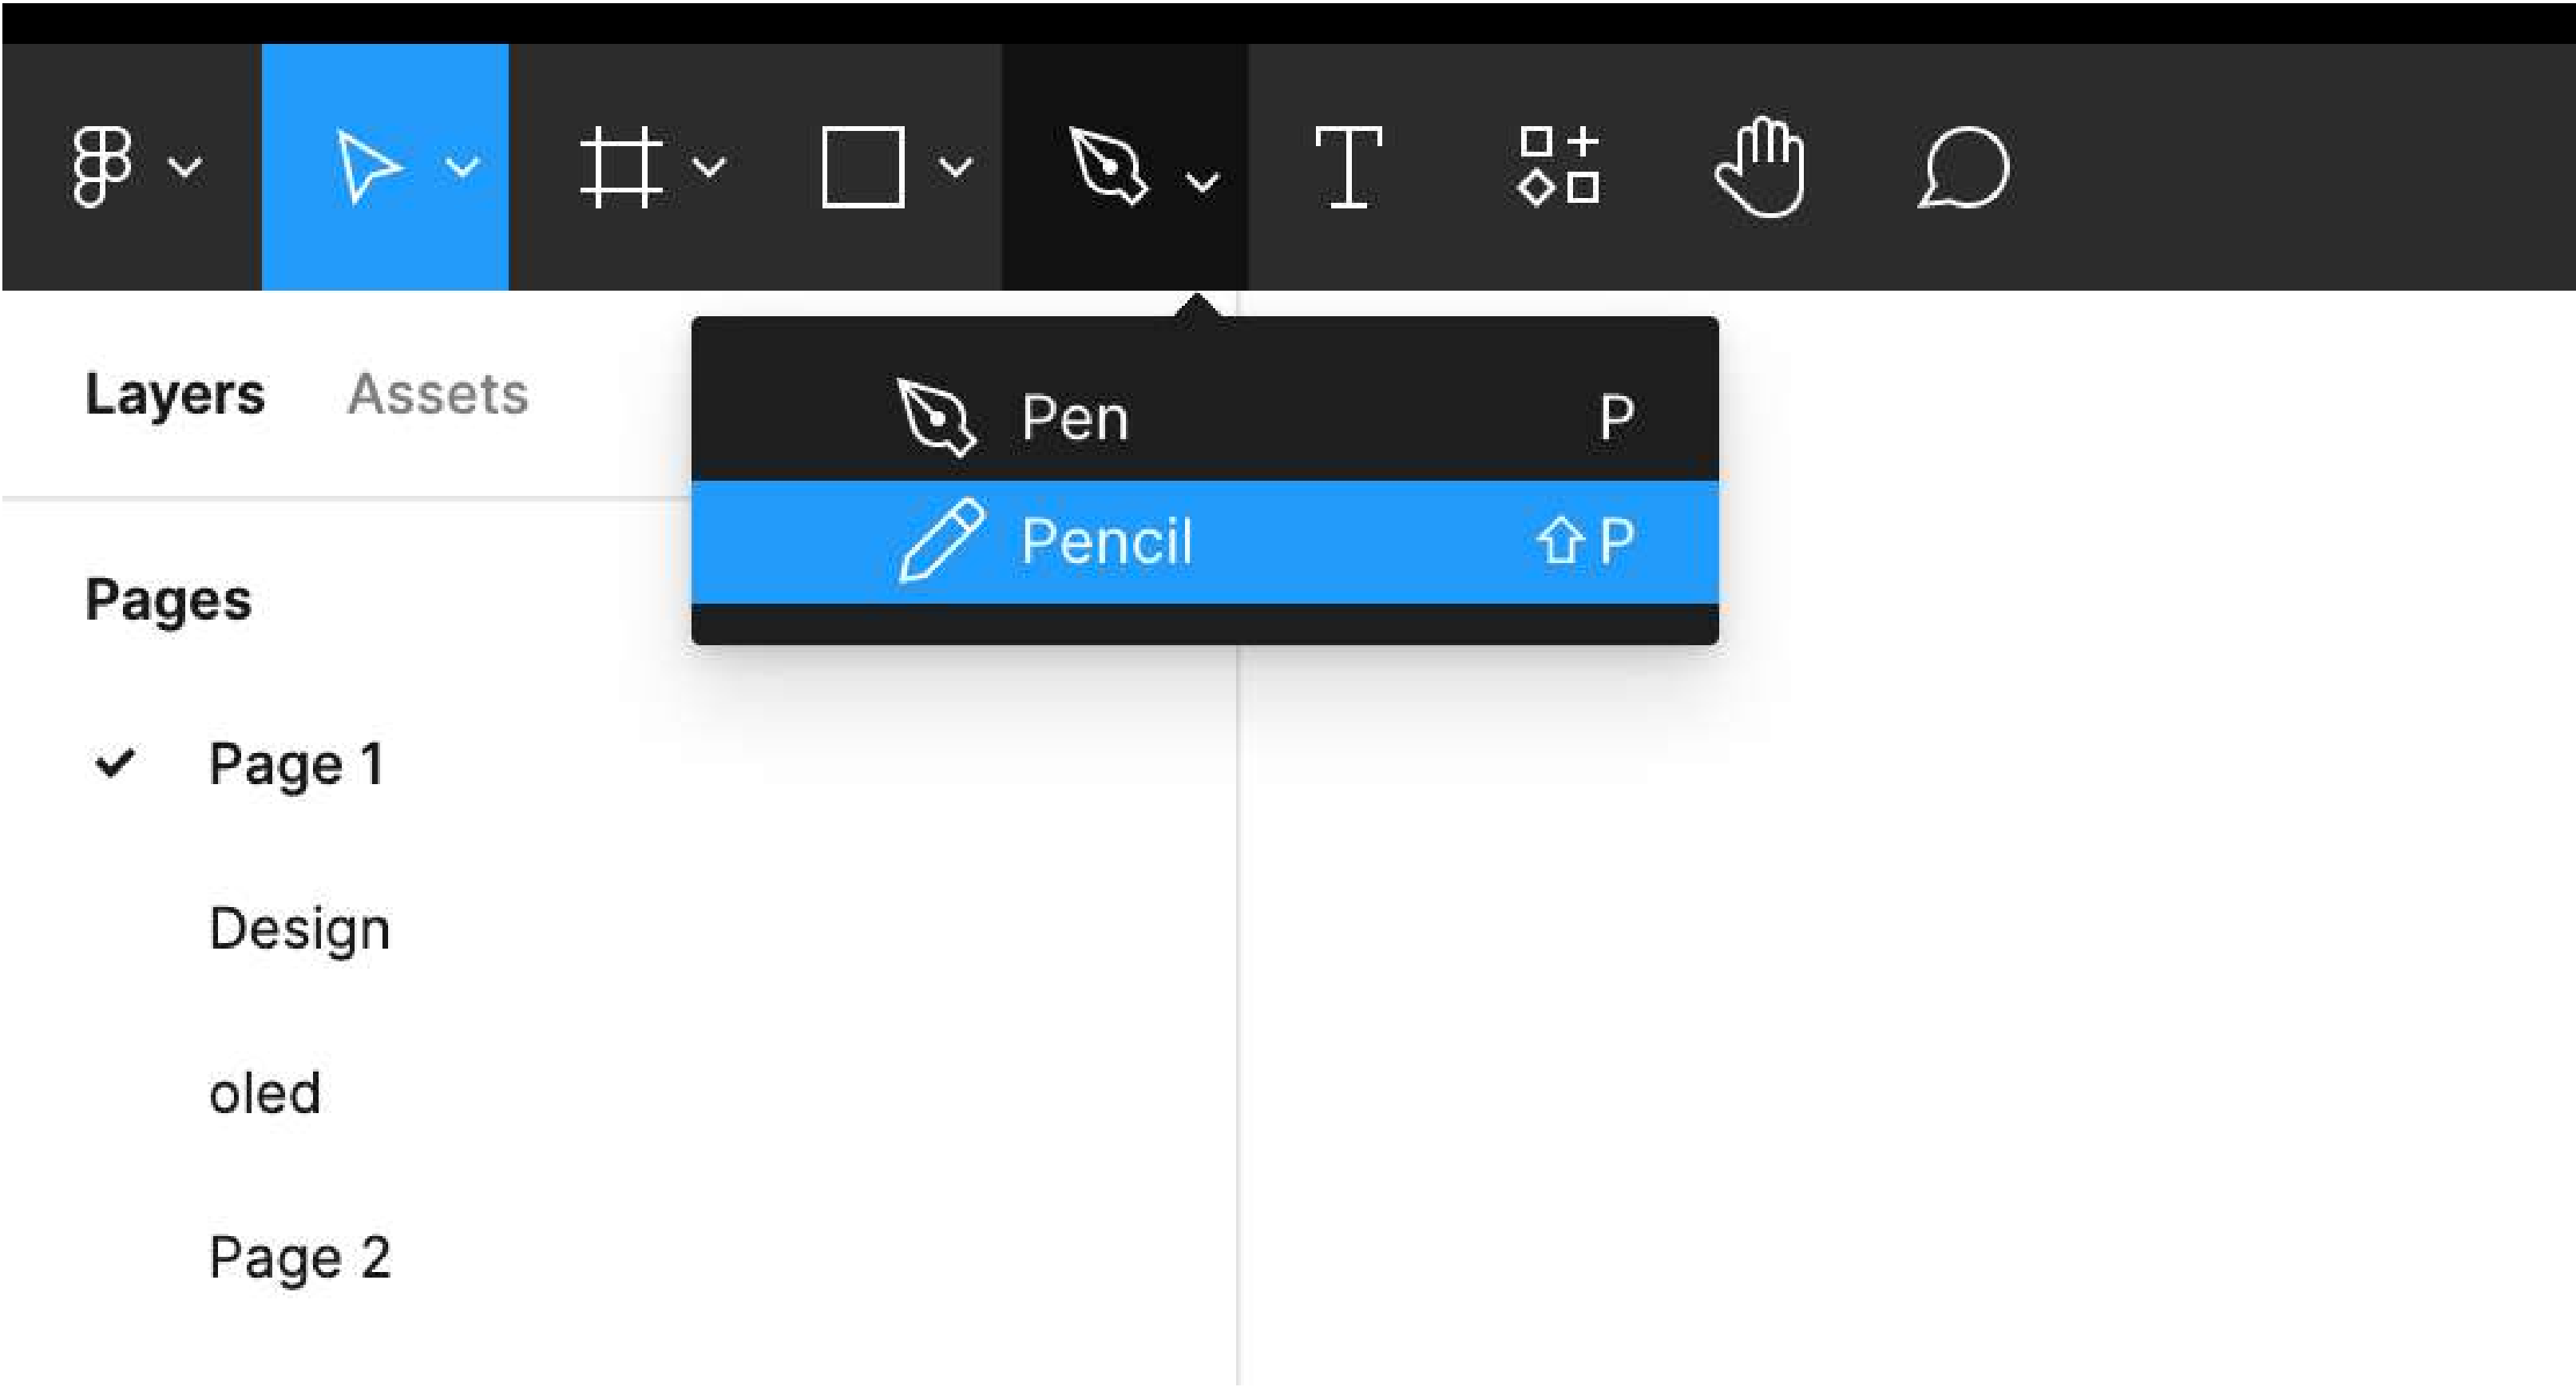 Layers Assets
Pen P
Pencil ⇧P
Pages
Page 1
Design
oled
Page 2